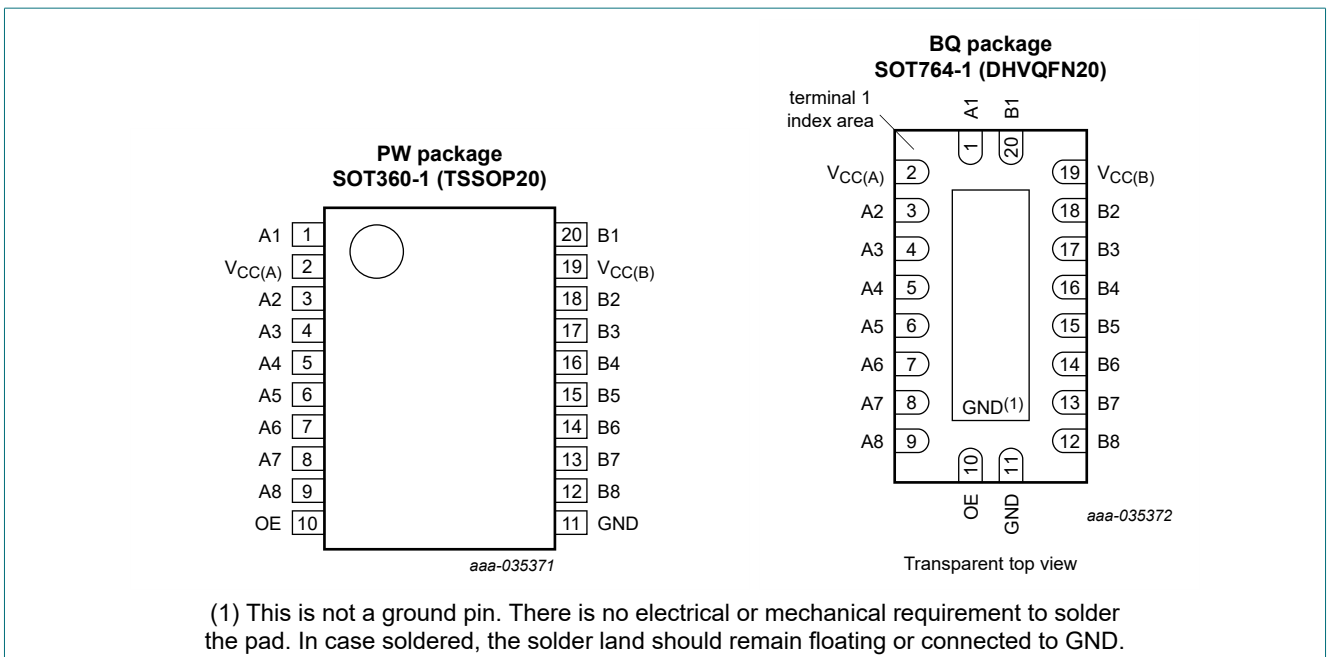 PW package
SOT360-1 (TSSOP20)
A1 1
VCC(A) 2
A2 3
A3 4
A4 5
A5 6
A6 7
A7 8
A8 9
OE 10
20 B1
19 VCC(B)
18 B2
17 B3
16 B4
15 B5
14 B6
13 B7
12 B8
11 GND
aaa-035371
BQ package
SOT764-1 (DHVQFN20)
terminal 1
index area
A1 B1
1 20
VCC(A) 2
A2 3
A3 4
A4 5
A5 6
A6 7
A7 8
A8 9
19 VCC(B)
18 B2
17 B3
16 B4
15 B5
14 B6
13 B7
12 B8
GND(1)
10 11
OE GND
aaa-035372
Transparent top view
(1) This is not a ground pin. There is no electrical or mechanical requirement to solder
the pad. In case soldered, the solder land should remain floating or connected to GND.